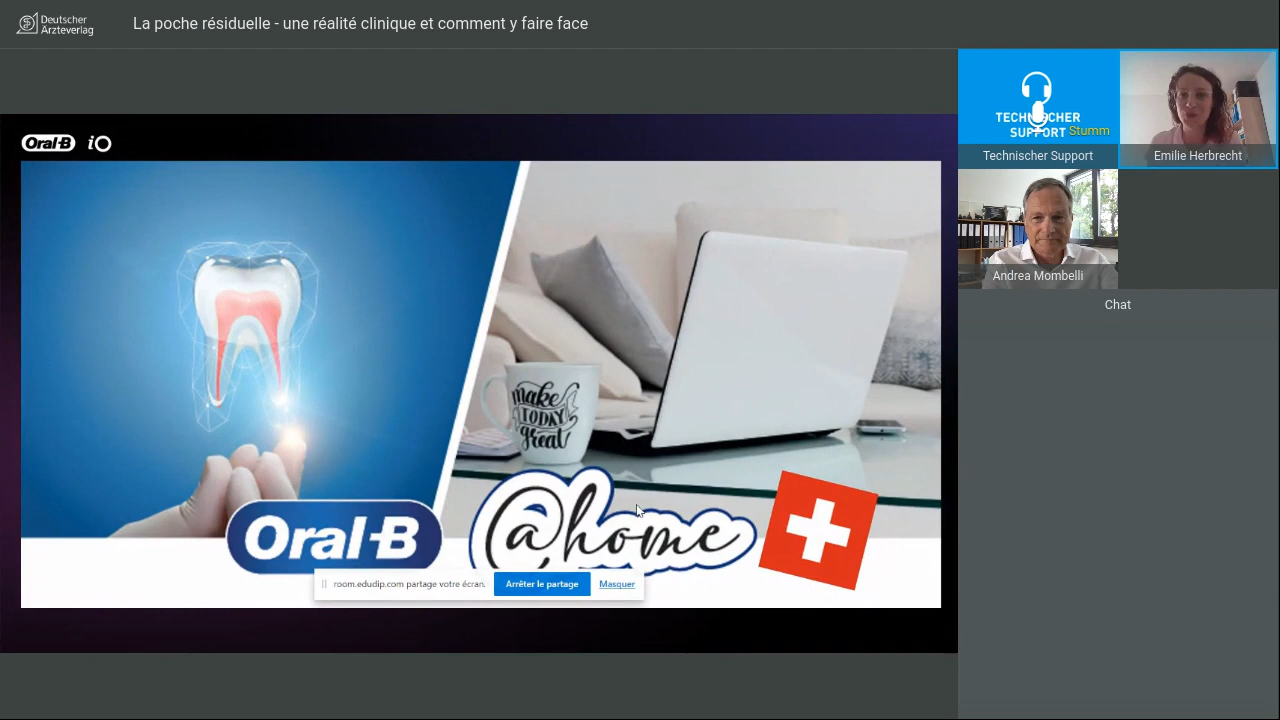 Deutscher
Ärzteverlag
La poche résiduelle - une réalité clinique et comment y faire face
Oral-B iO
make
TODAY
great
Oral-B
@home
room.edudip.com partage votre écran.
Arrêter le partage
Masquer
TECHNISCHER
SUPPORT
Stumm
Technischer Support
Emilie Herbrecht
Andrea Mombelli
Chat